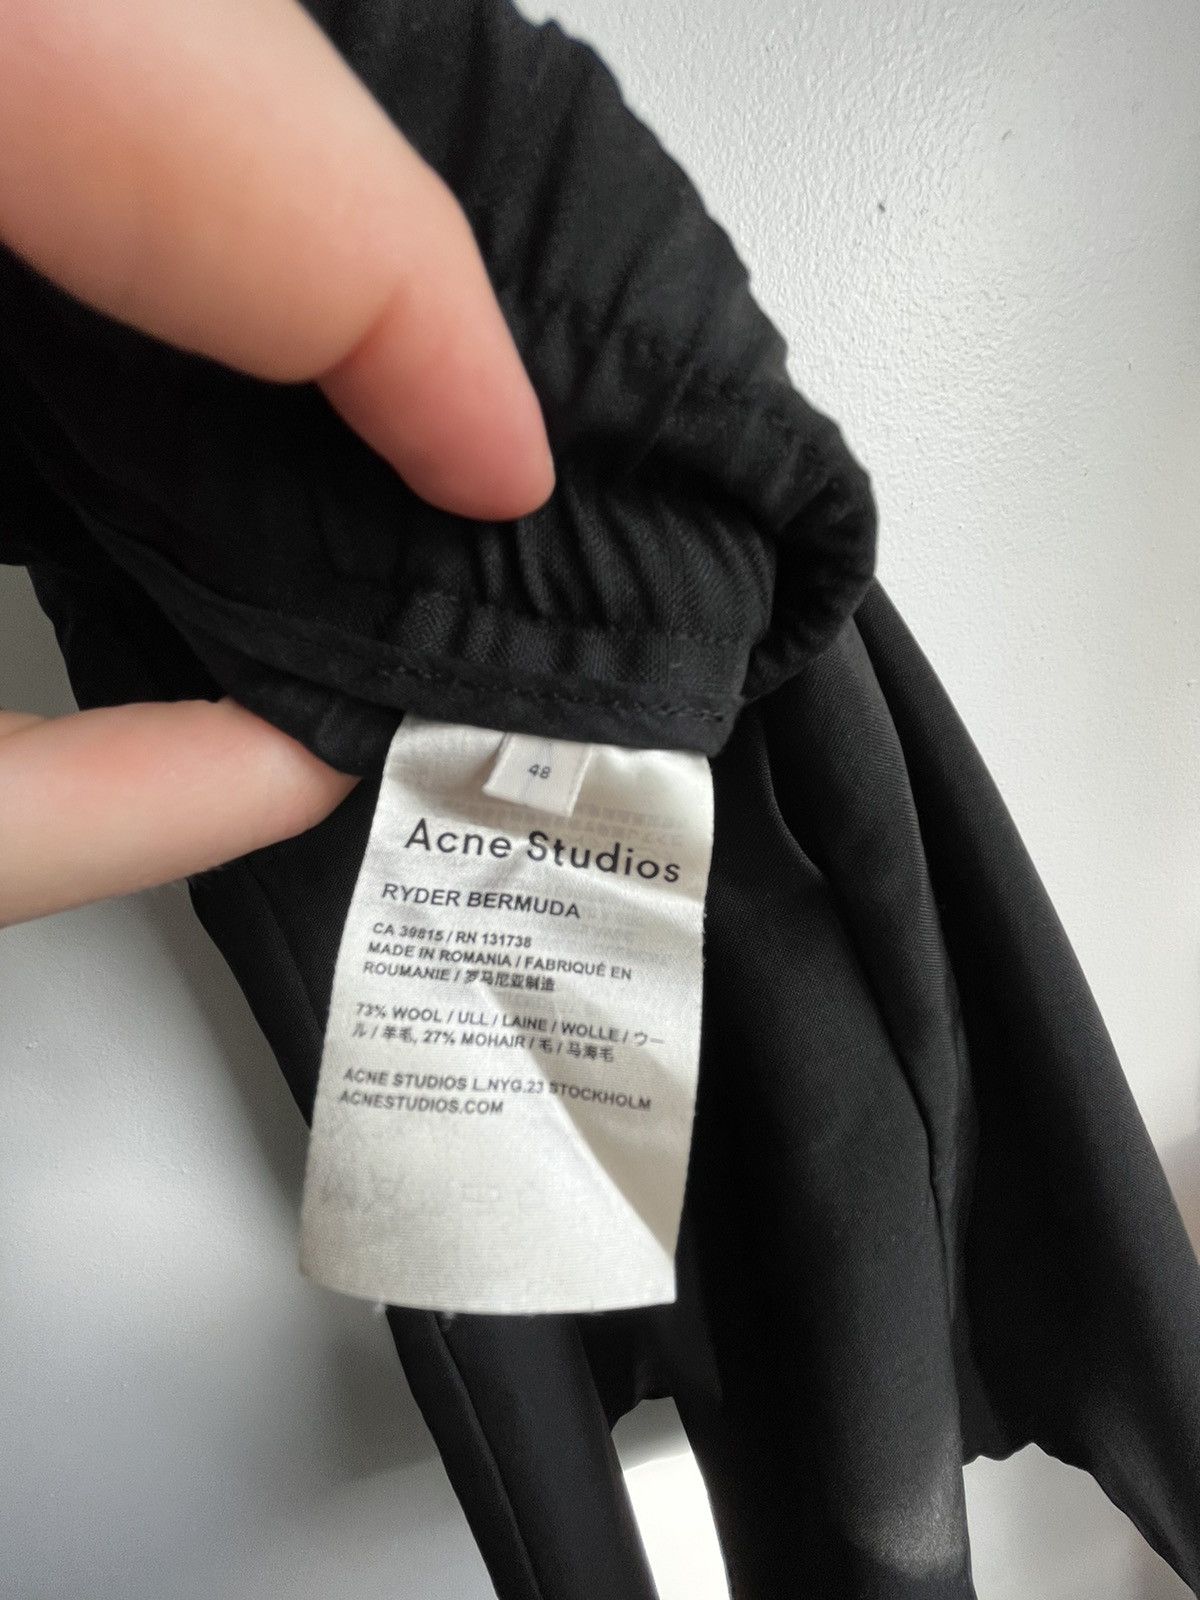 48
Acne Studios
RYDER BERMUDA
CA 39815 / RN 131738
MADE IN ROMANIA / FABRIQUÉ EN
ROUMANIE / 罗马尼亚制造
73% WOOL / ULL / LAINE / WOLLE / ウー
ル / 羊毛, 27% MOHAIR / 毛 / 马海毛
ACNE STUDIOS L.NYG.23 STOCKHOLM
ACNESTUDIOS.COM